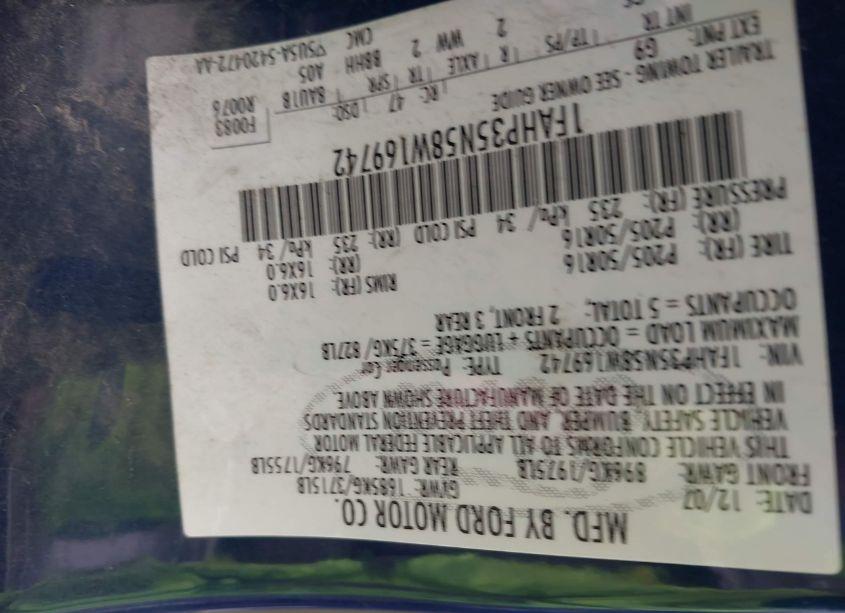 MFD. BY FORD MOTOR CO.
DATE: 12/07 GVWR: 1685KG/3715LB
FRONT GAWR: 896KG/1975LB REAR GAWR: 796KG/1755LB
THIS VEHICLE CONFORMS TO ALL APPLICABLE FEDERAL MOTOR
VEHICLE SAFETY, BUMPER, AND THEFT PREVENTION STANDARDS
IN EFFECT ON THE DATE OF MANUFACTURE SHOWN ABOVE.
VIN: 1FAHP35N58W169742 TYPE: Passenger Car
MAXIMUM LOAD = OCCUPANTS + LUGGAGE = 375KG/827LB
OCCUPANTS = 5 TOTAL; 2 FRONT, 3 REAR
TIRE (FR): P205/50R16 RIMS (FR): 16X6.0
(RR): P205/50R16 (RR): 16X6.0
PRESSURE (FR): 235 kPa/ 34 PSI COLD (RR): 235 kPa/ 34 PSI COLD
1FAHP35N58W169742
F0083
R0076
TRAILER TOWING - SEE OWNER GUIDE
EXT PNT: G9 RC: 47 DSO:
INT TR TP/PS R AXLE TR SPR 8AU1B
2 WW 2 BBHH A05
CMC ▽5USA-5420472-AA